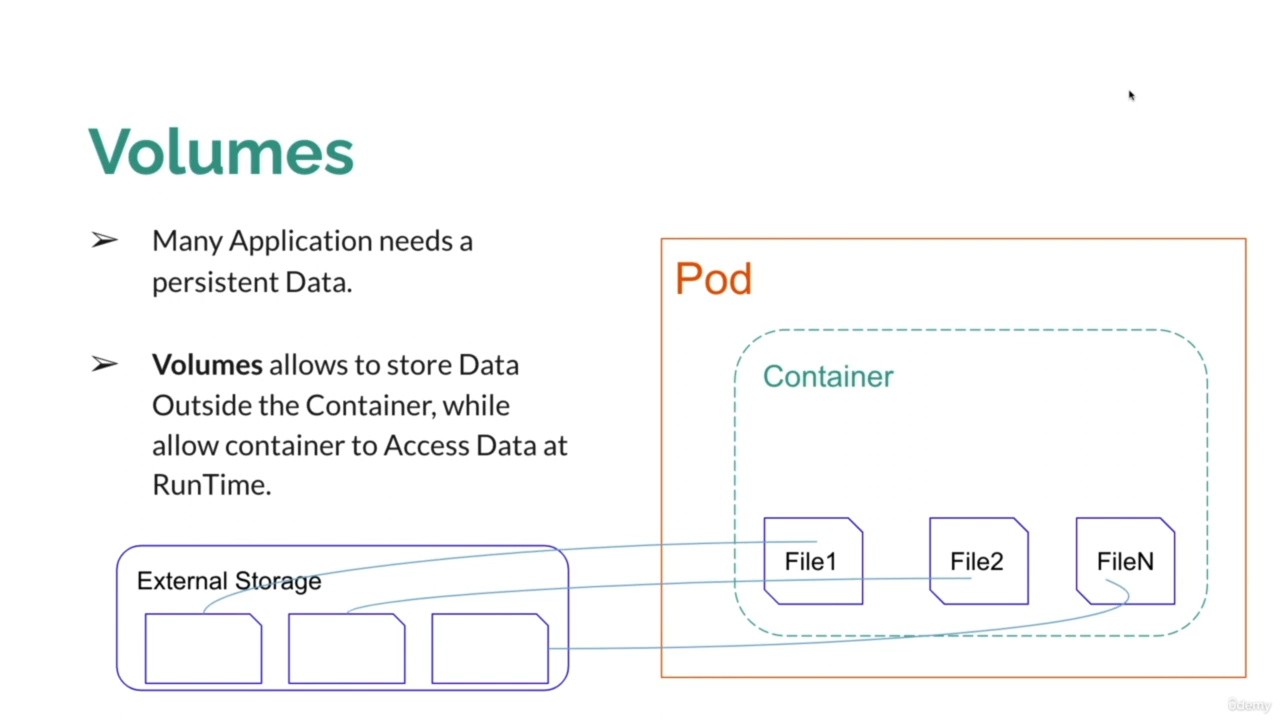 Volumes
➢ Many Application needs a
persistent Data.
➢ Volumes allows to store Data
Outside the Container, while
allow container to Access Data at
RunTime.
External Storage
Pod
Container
File1
File2
FileN
ûdemy